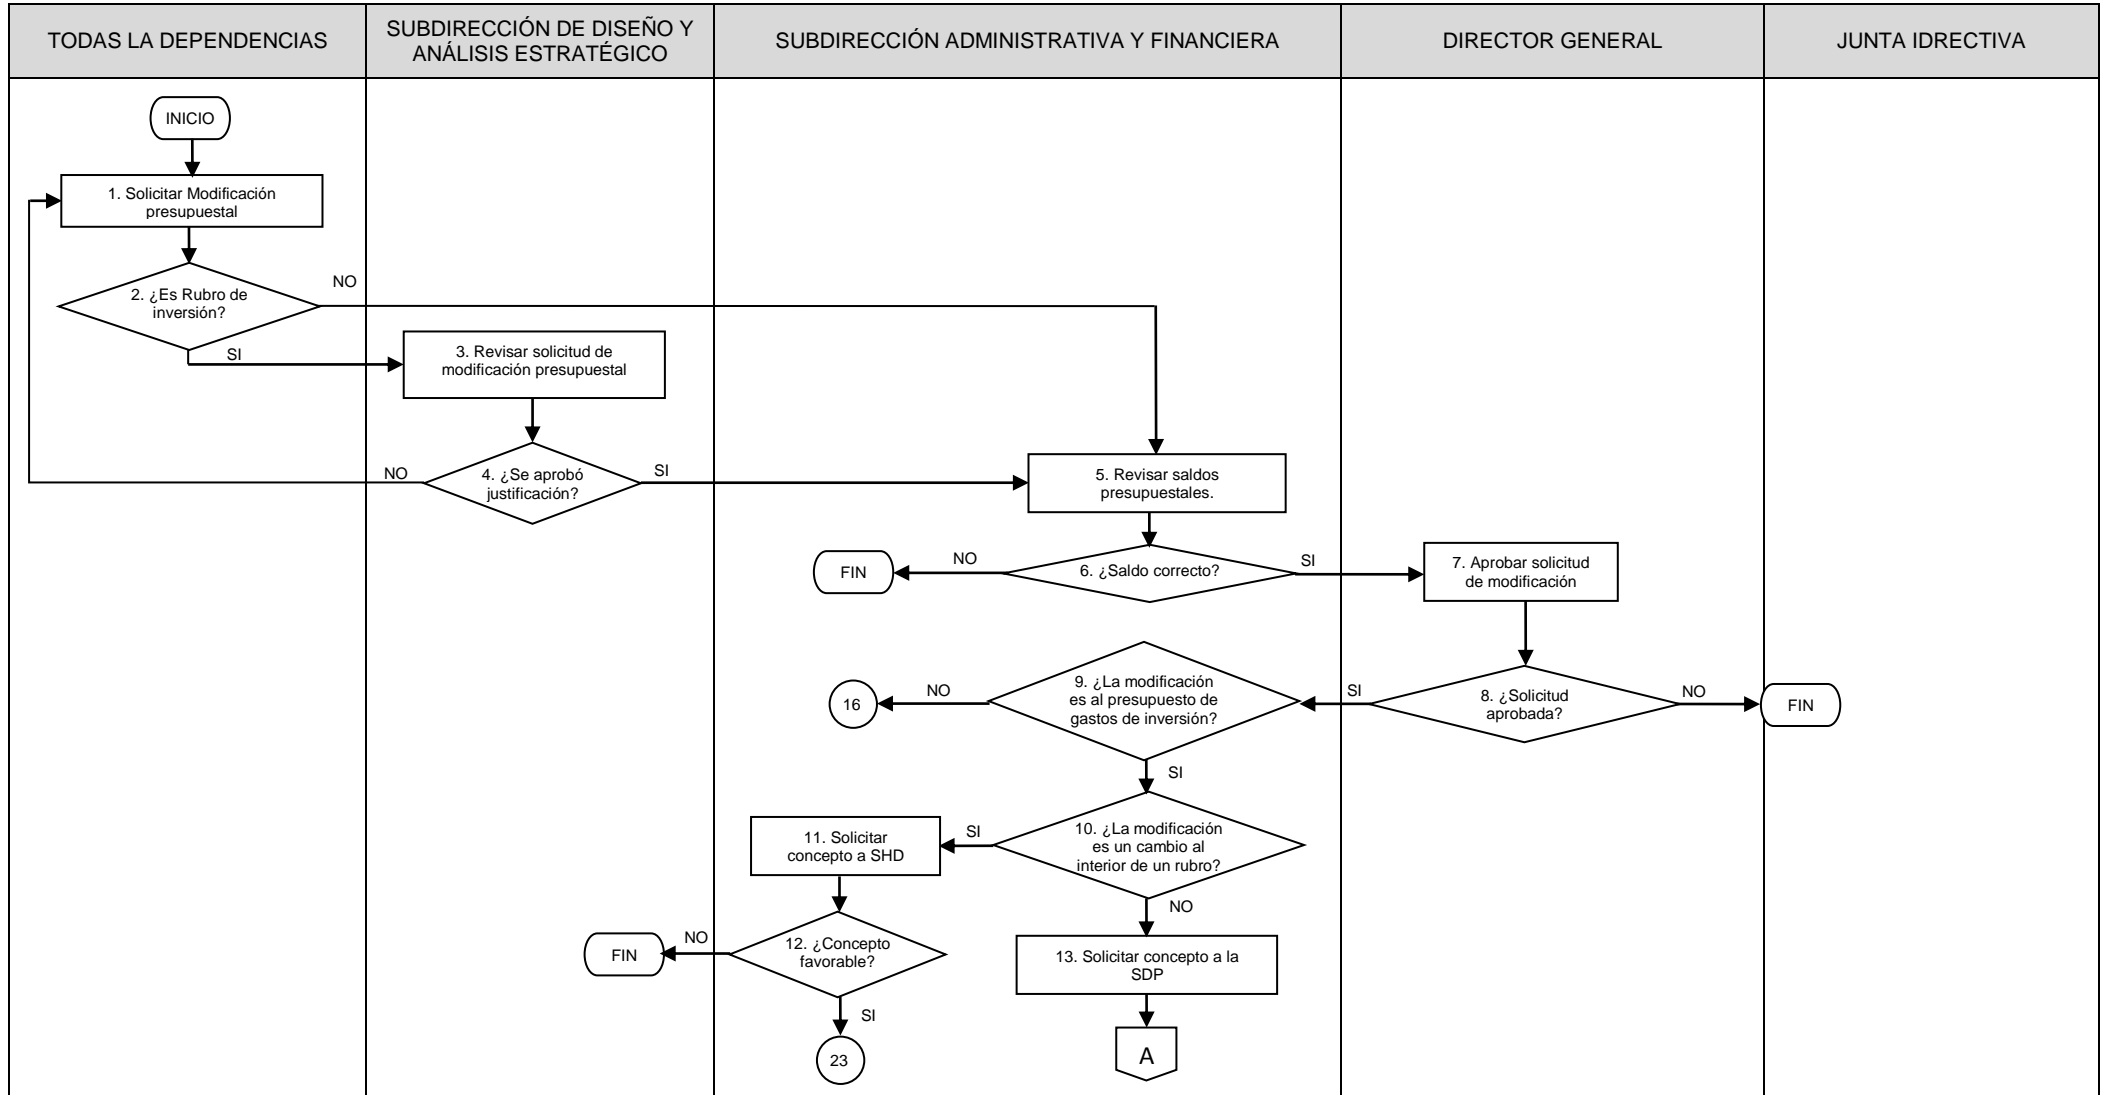 TODAS LA DEPENDENCIAS
SUBDIRECCIÓN DE DISEÑO Y
ANÁLISIS ESTRATÉGICO
SUBDIRECCIÓN ADMINISTRATIVA Y FINANCIERA
DIRECTOR GENERAL
JUNTA IDRECTIVA
INICIO
1. Solicitar Modificación
presupuestal
NO
2. ¿Es Rubro de
inversión?
SI
3. Revisar solicitud de
modificación presupuestal
NO
4. ¿Se aprobó
justificación?
SI
5. Revisar saldos
presupuestales.
FIN
NO
6. ¿Saldo correcto?
SI
7. Aprobar solicitud
de modificación
16
NO
9. ¿La modificación
es al presupuesto de
gastos de inversión?
SI
8. ¿Solicitud
aprobada?
NO
FIN
SI
11. Solicitar
concepto a SHD
SI
10. ¿La modificación
es un cambio al
interior de un rubro?
NO
FIN
NO
12. ¿Concepto
favorable?
13. Solicitar concepto a la
SDP
SI
23
A